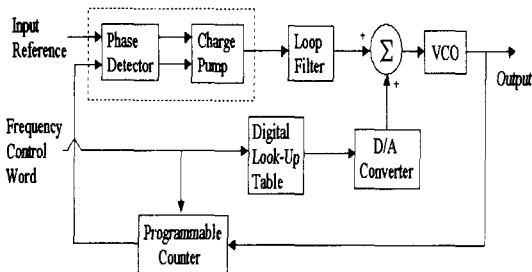 Input
Reference
Phase
Detector
Charge
Pump
Loop
Filter
+
Σ
+
VCO
Output
Frequency
Control
Word
Digital
Look-Up
Table
D/A
Converter
Programmable
Counter